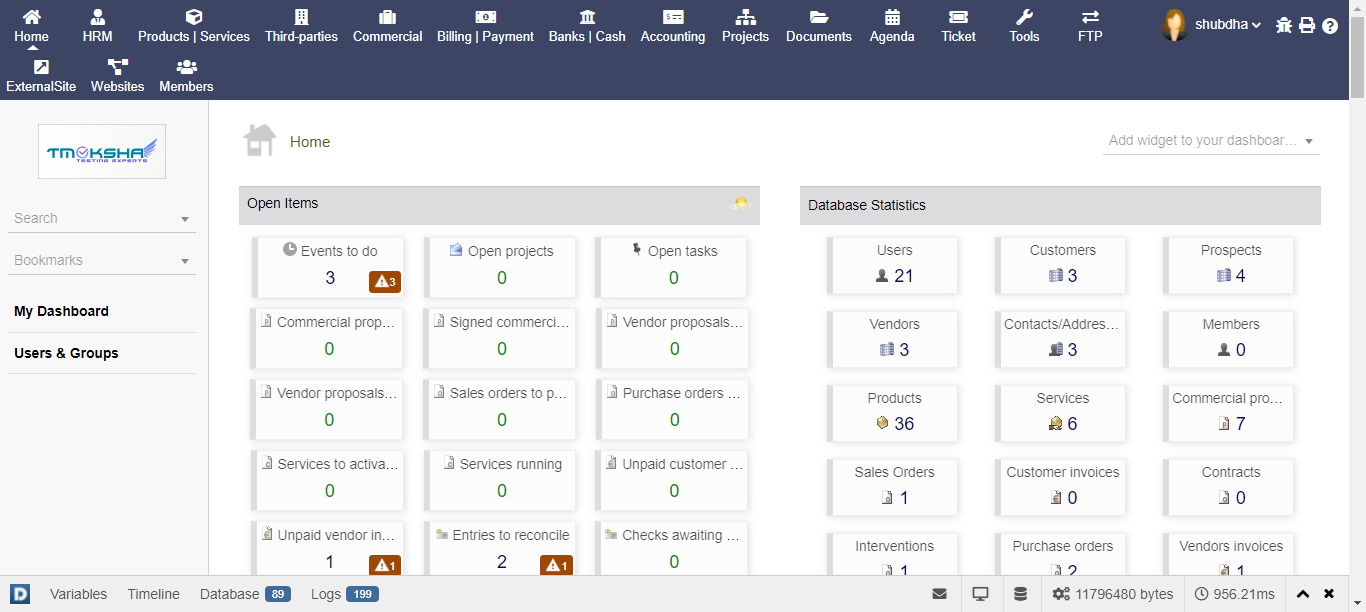 Home
HRM
Products | Services
Third-parties
Commercial
Billing | Payment
Banks | Cash
Accounting
Projects
Documents
Agenda
Ticket
Tools
FTP
shubdha
ExternalSite
Websites
Members
TMOKSHA
TESTING EXPERTS
Search
Bookmarks
My Dashboard
Users & Groups
Home
Add widget to your dashboar...
Open Items
Events to do
3
3
Open projects
0
Open tasks
0
Commercial prop...
0
Signed commerci...
0
Vendor proposals...
0
Vendor proposals...
0
Sales orders to p...
0
Purchase orders ...
0
Services to activa...
0
Services running
0
Unpaid customer ...
0
Unpaid vendor in...
1
1
Entries to reconcile
2
1
Checks awaiting ...
0
Database Statistics
Users
21
Customers
3
Prospects
4
Vendors
3
Contacts/Addres...
3
Members
0
Products
36
Services
6
Commercial pro...
7
Sales Orders
1
Customer invoices
0
Contracts
0
Interventions
1
Purchase orders
2
Vendors invoices
1
D
Variables
Timeline
Database 89
Logs 199
11796480 bytes
956.21ms